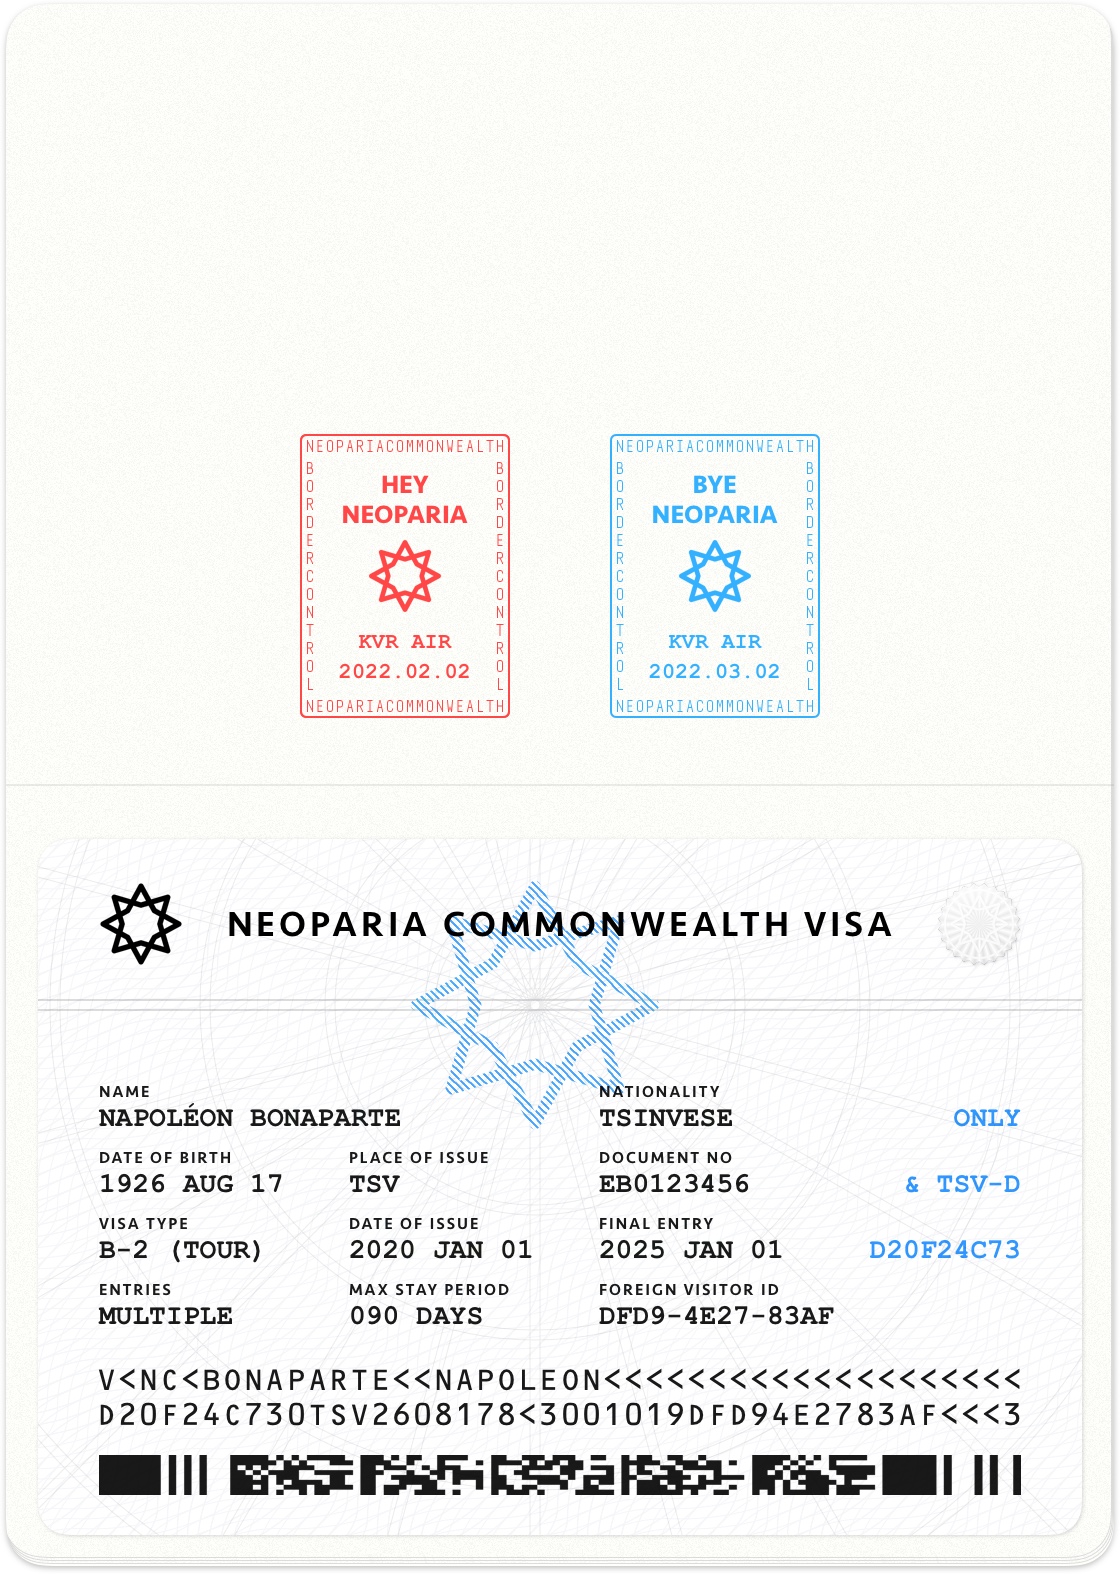 NEOPARIACOMMONWEALTH
BORDERCONTROL
HEY
NEOPARIA
KVR AIR
2022.02.02
BORDERCONTROL
NEOPARIACOMMONWEALTH
NEOPARIACOMMONWEALTH
BORDERCONTROL
BYE
NEOPARIA
KVR AIR
2022.03.02
BORDERCONTROL
NEOPARIACOMMONWEALTH
NEOPARIA COMMONWEALTH VISA
NAME
NAPOLÉON BONAPARTE
NATIONALITY
TSINVESE
ONLY
DATE OF BIRTH
1926 AUG 17
PLACE OF ISSUE
TSV
DOCUMENT NO
EB0123456
& TSV-D
VISA TYPE
B-2 (TOUR)
DATE OF ISSUE
2020 JAN 01
FINAL ENTRY
2025 JAN 01
D20F24C73
ENTRIES
MULTIPLE
MAX STAY PERIOD
090 DAYS
FOREIGN VISITOR ID
DFD9-4E27-83AF
V<NC<BONAPARTE<<NAPOLEON<<<<<<<<<<<<<<<<<<<<
D20F24C730TSV2608178<3001019DFD94E2783AF<<<3